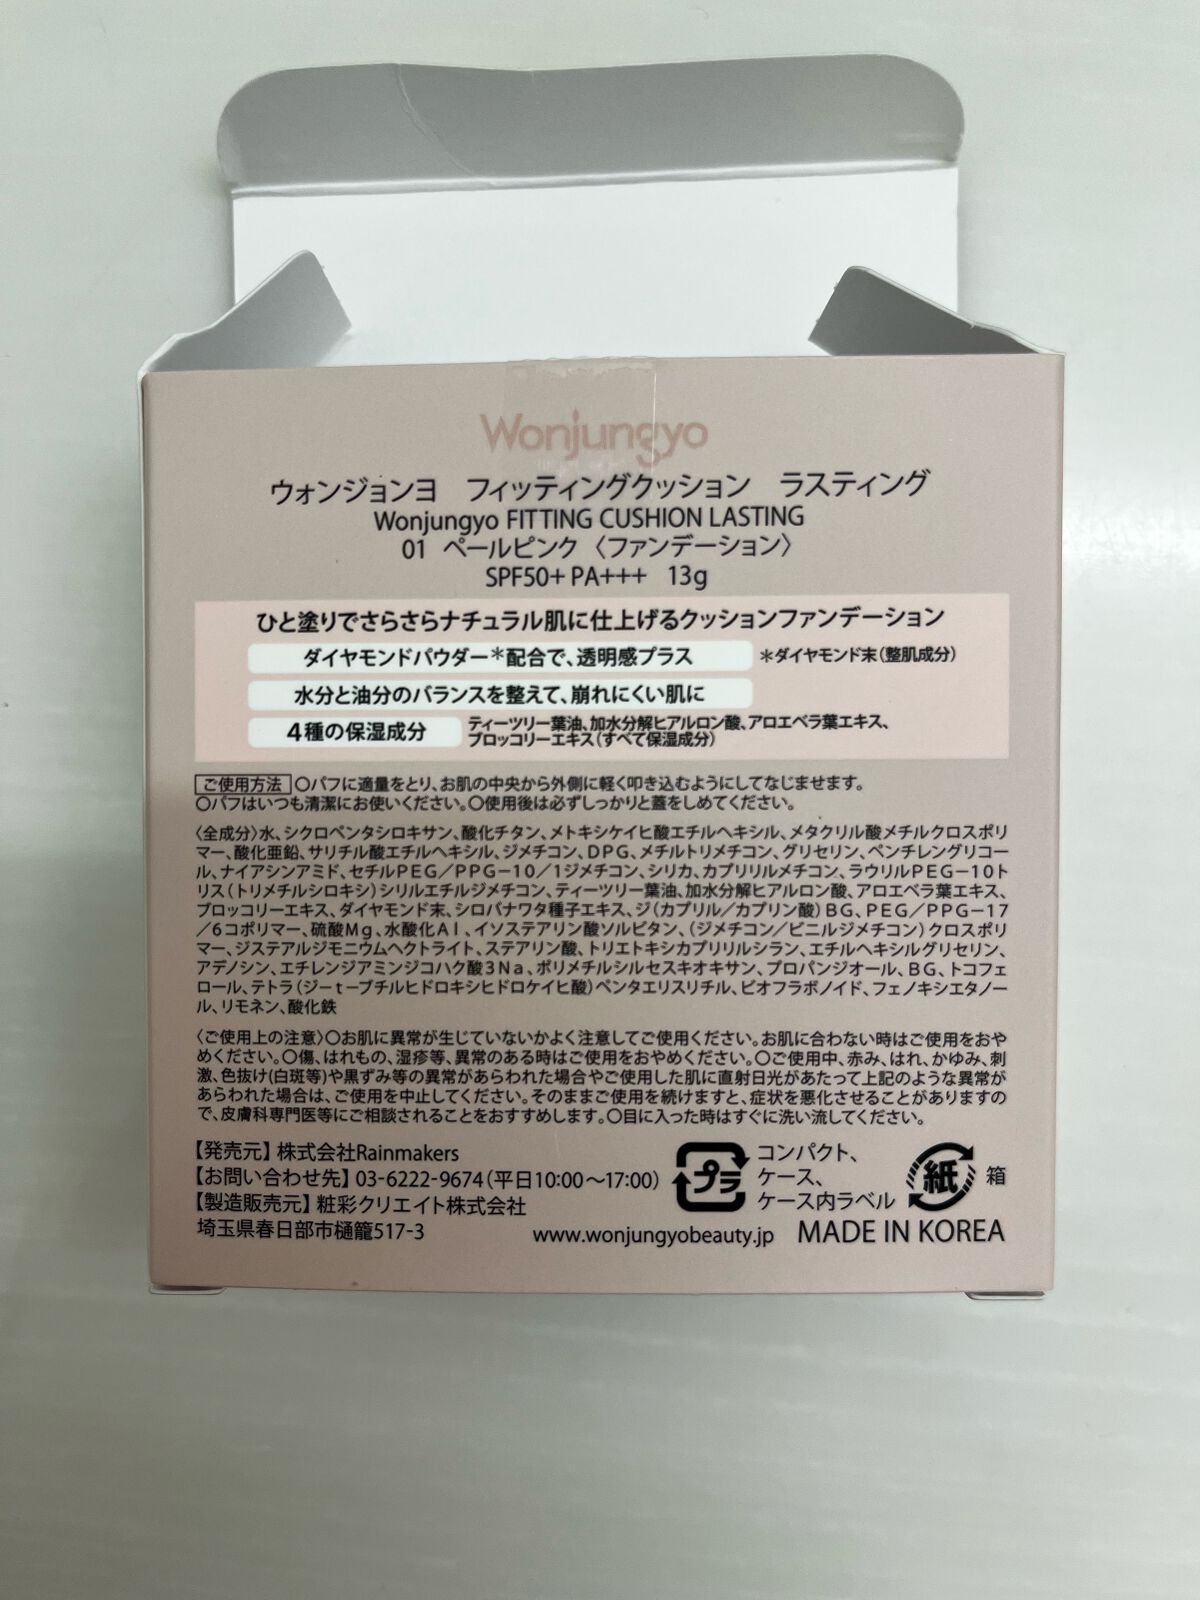 Wonjungyo
ウォンジョンヨ フィッティングクッション ラスティング
Wonjungyo FITTING CUSHION LASTING
01 ペールピンク 〈ファンデーション〉
SPF50+ PA+++ 13g
ひと塗りでさらさらナチュラル肌に仕上げるクッションファンデーション
ダイヤモンドパウダー*配合で、透明感プラス *ダイヤモンド末(整肌成分)
水分と油分のバランスを整えて、崩れにくい肌に
4種の保湿成分 ティーツリー葉油、加水分解ヒアルロン酸、アロエベラ葉エキス、
ブロッコリーエキス(すべて保湿成分)
ご使用方法 ○パフに適量をとり、お肌の中央から外側に軽く叩き込むようにしてなじませます。
○パフはいつも清潔にお使いください。○使用後は必ずしっかりと蓋をしめてください。
〈全成分〉水、シクロペンタシロキサン、酸化チタン、メトキシケイヒ酸エチルヘキシル、メタクリル酸メチルクロスポリ
マー、酸化亜鉛、サリチル酸エチルヘキシル、ジメチコン、DPG、メチルトリメチコン、グリセリン、ペンチレングリコー
ル、ナイアシンアミド、セチルPEG/PPG-10/1ジメチコン、シリカ、カプリリルメチコン、ラウリルPEG-10ト
リス(トリメチルシロキシ)シリルエチルジメチコン、ティーツリー葉油、加水分解ヒアルロン酸、アロエベラ葉エキス、
ブロッコリーエキス、ダイヤモンド末、シロバナワタ種子エキス、ジ(カプリル/カプリン酸)BG、PEG/PPG-17
/6コポリマー、硫酸Mg、水酸化Al、イソステアリン酸ソルビタン、(ジメチコン/ビニルジメチコン)クロスポリ
マー、ジステアルジモニウムヘクトライト、ステアリン酸、トリエトキシカプリリルシラン、エチルヘキシルグリセリン、
アデノシン、エチレンジアミンジコハク酸3Na、ポリメチルシルセスキオキサン、プロパンジオール、BG、トコフェ
ロール、テトラ(ジ-t-ブチルヒドロキシヒドロケイヒ酸)ペンタエリスリチル、ビオフラボノイド、フェノキシエタノー
ル、リモネン、酸化鉄
〈ご使用上の注意〉○お肌に異常が生じていないかよく注意してご使用ください。お肌に合わない時はご使用をおや
めください。○傷、はれもの、湿疹等、異常のある時はご使用をおやめください。○ご使用中、赤み、はれ、かゆみ、刺
激、色抜け(白斑等)や黒ずみ等の異常があらわれた場合やご使用した肌に直射日光があたって上記のような異常が
あらわれた場合は、ご使用を中止してください。そのままご使用を続けますと、症状を悪化させることがありますの
で、皮膚科専門医等にご相談されることをおすすめします。○目に入った時はすぐに洗い流してください。
【発売元】株式会社Rainmakers
【お問い合わせ先】03-6222-9674(平日10:00〜17:00)
【製造販売元】粧彩クリエイト株式会社
埼玉県春日部市樋籠517-3
www.wonjungyobeauty.jp
プラ
コンパクト、
ケース、
ケース内ラベル
紙 箱
MADE IN KOREA